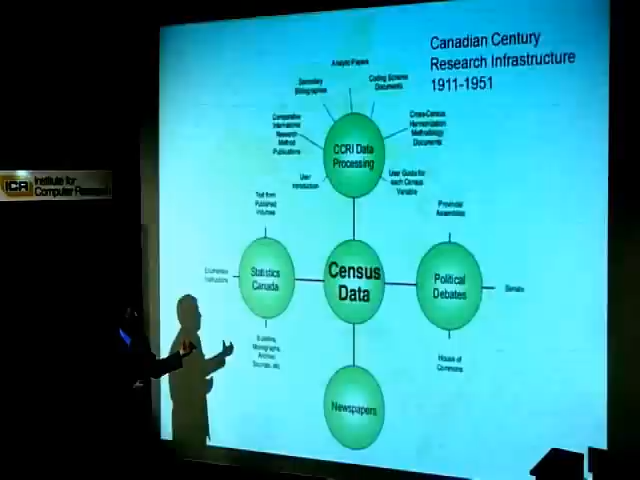 Canadian Century
Research Infrastructure
1911-1951
Analyst Papers
Secondary
Bibliographies
Coding Scheme
Documents
Comparative
International
Research
Method
Publications
Cross-Census
Harmonization
Methodology
Documents
CCRI Data
Processing
User
Introduction
User Guide for
each Census
Variable
ICR
Institute for
Computer Research
Text from
Published
Volumes
Provincial
Assemblies
Enumerator
Instructions
Statistics
Canada
Census
Data
Political
Debates
Senate
Monographs,
Archival
Sources, etc.
House of
Commons
Newspapers